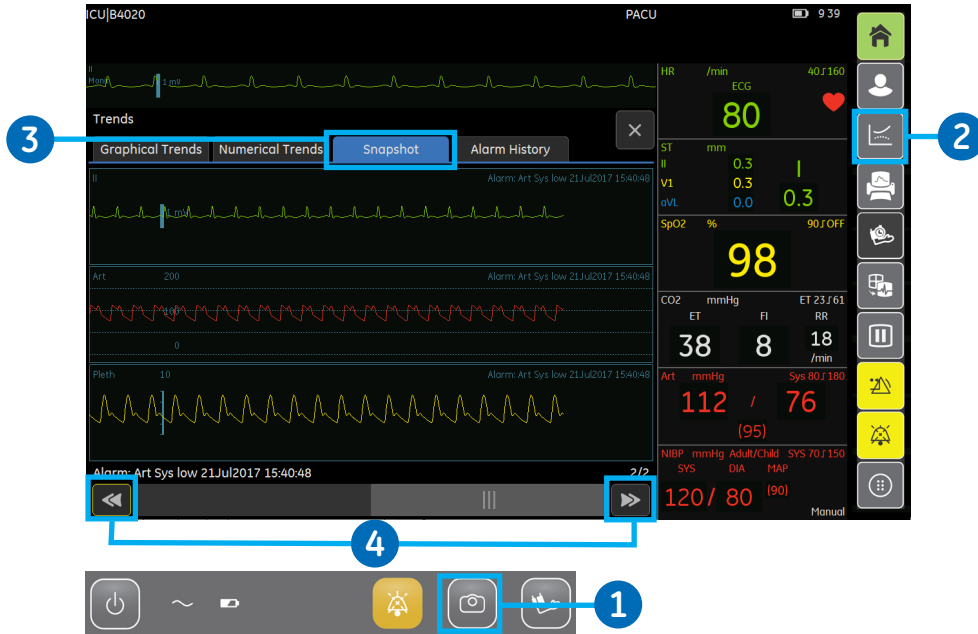 ICU|B4020 PACU 9 39
II
Mon 1 mV
HR /min 40 160
ECG
80
Trends
Graphical Trends Numerical Trends Snapshot Alarm History
3
2
ST mm
II 0.3
V1 0.3
aVL 0.0
0.3
II Alarm: Art Sys low 21Jul2017 15:40:48
1 mV
SpO2 % 90 OFF
98
Art 200 Alarm: Art Sys low 21Jul2017 15:40:48
100
0
CO2 mmHg ET 23 61
ET FI RR
38 8 18
/min
Pleth 10 Alarm: Art Sys low 21Jul2017 15:40:48
Art mmHg Sys 80 180
112 / 76
(95)
NIBP mmHg Adult/Child SYS 70 150
SYS DIA MAP
120/ 80 (90)
Manual
Alarm: Art Sys low 21Jul2017 15:40:48 2/2
4
1